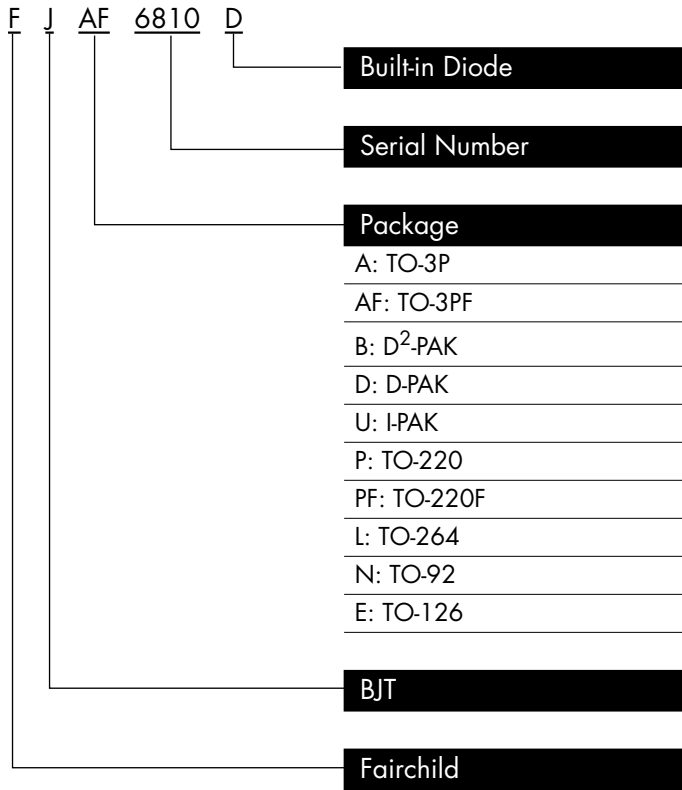 F J AF 6810 D
Built-in Diode
Serial Number
Package
A: TO-3P
AF: TO-3PF
B: D²-PAK
D: D-PAK
U: I-PAK
P: TO-220
PF: TO-220F
L: TO-264
N: TO-92
E: TO-126
BJT
Fairchild